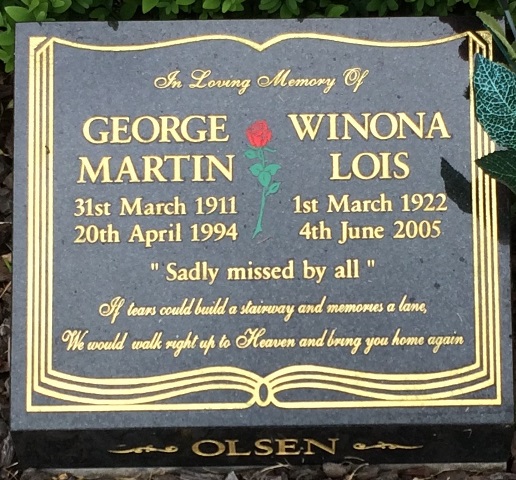 In Loving Memory Of
GEORGE MARTIN
31st March 1911
20th April 1994
WINONA LOIS
1st March 1922
4th June 2005
" Sadly missed by all "
If tears could build a stairway and memories a lane,
We would walk right up to Heaven and bring you home again
OLSEN